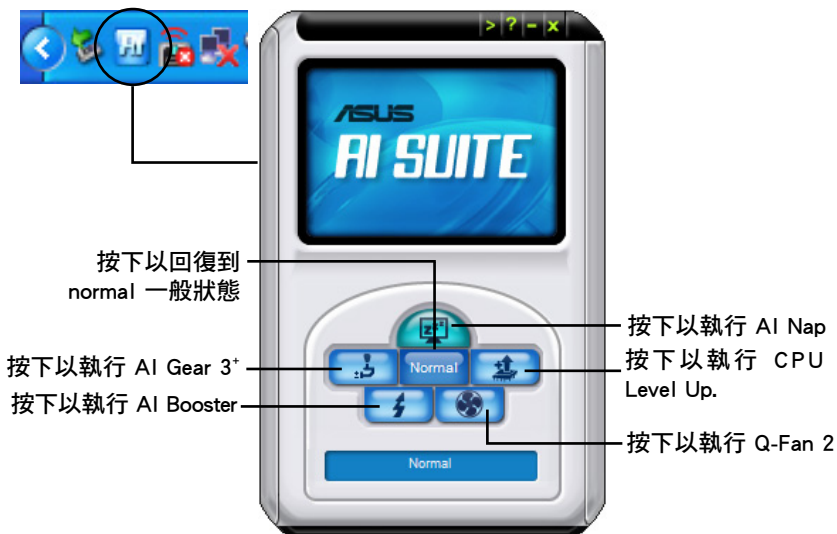 AI
> ? - x
ASUS
AI SUITE
按下以回復到
normal 一般狀態
zzz
按下以執行 AI Nap
按下以執行 AI Gear 3+
Normal
按下以執行 CPU
Level Up.
按下以執行 AI Booster
按下以執行 Q-Fan 2
Normal